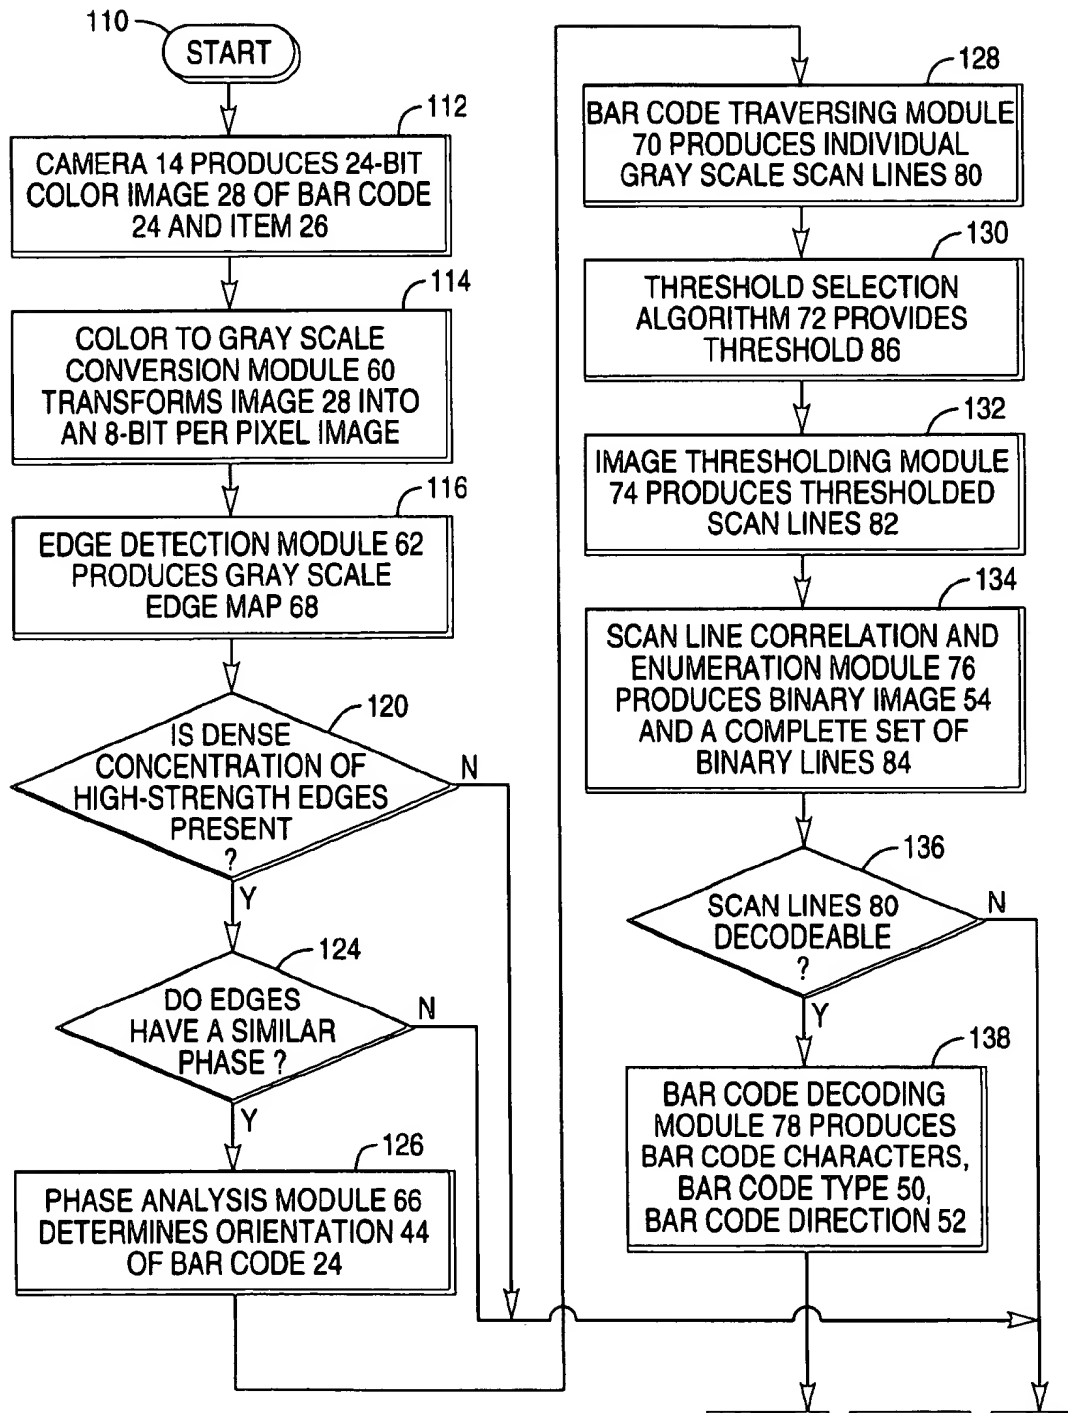 110
START
112
CAMERA 14 PRODUCES 24-BIT
COLOR IMAGE 28 OF BAR CODE
24 AND ITEM 26
114
COLOR TO GRAY SCALE
CONVERSION MODULE 60
TRANSFORMS IMAGE 28 INTO
AN 8-BIT PER PIXEL IMAGE
116
EDGE DETECTION MODULE 62
PRODUCES GRAY SCALE
EDGE MAP 68
120
IS DENSE
CONCENTRATION OF
HIGH-STRENGTH EDGES
PRESENT
?
N
Y
124
DO EDGES
HAVE A SIMILAR
PHASE ?
N
Y
126
PHASE ANALYSIS MODULE 66
DETERMINES ORIENTATION 44
OF BAR CODE 24
128
BAR CODE TRAVERSING MODULE
70 PRODUCES INDIVIDUAL
GRAY SCALE SCAN LINES 80
130
THRESHOLD SELECTION
ALGORITHM 72 PROVIDES
THRESHOLD 86
132
IMAGE THRESHOLDING MODULE
74 PRODUCES THRESHOLDED
SCAN LINES 82
134
SCAN LINE CORRELATION AND
ENUMERATION MODULE 76
PRODUCES BINARY IMAGE 54
AND A COMPLETE SET OF
BINARY LINES 84
136
SCAN LINES 80
DECODEABLE
?
N
Y
138
BAR CODE DECODING
MODULE 78 PRODUCES
BAR CODE CHARACTERS,
BAR CODE TYPE 50,
BAR CODE DIRECTION 52